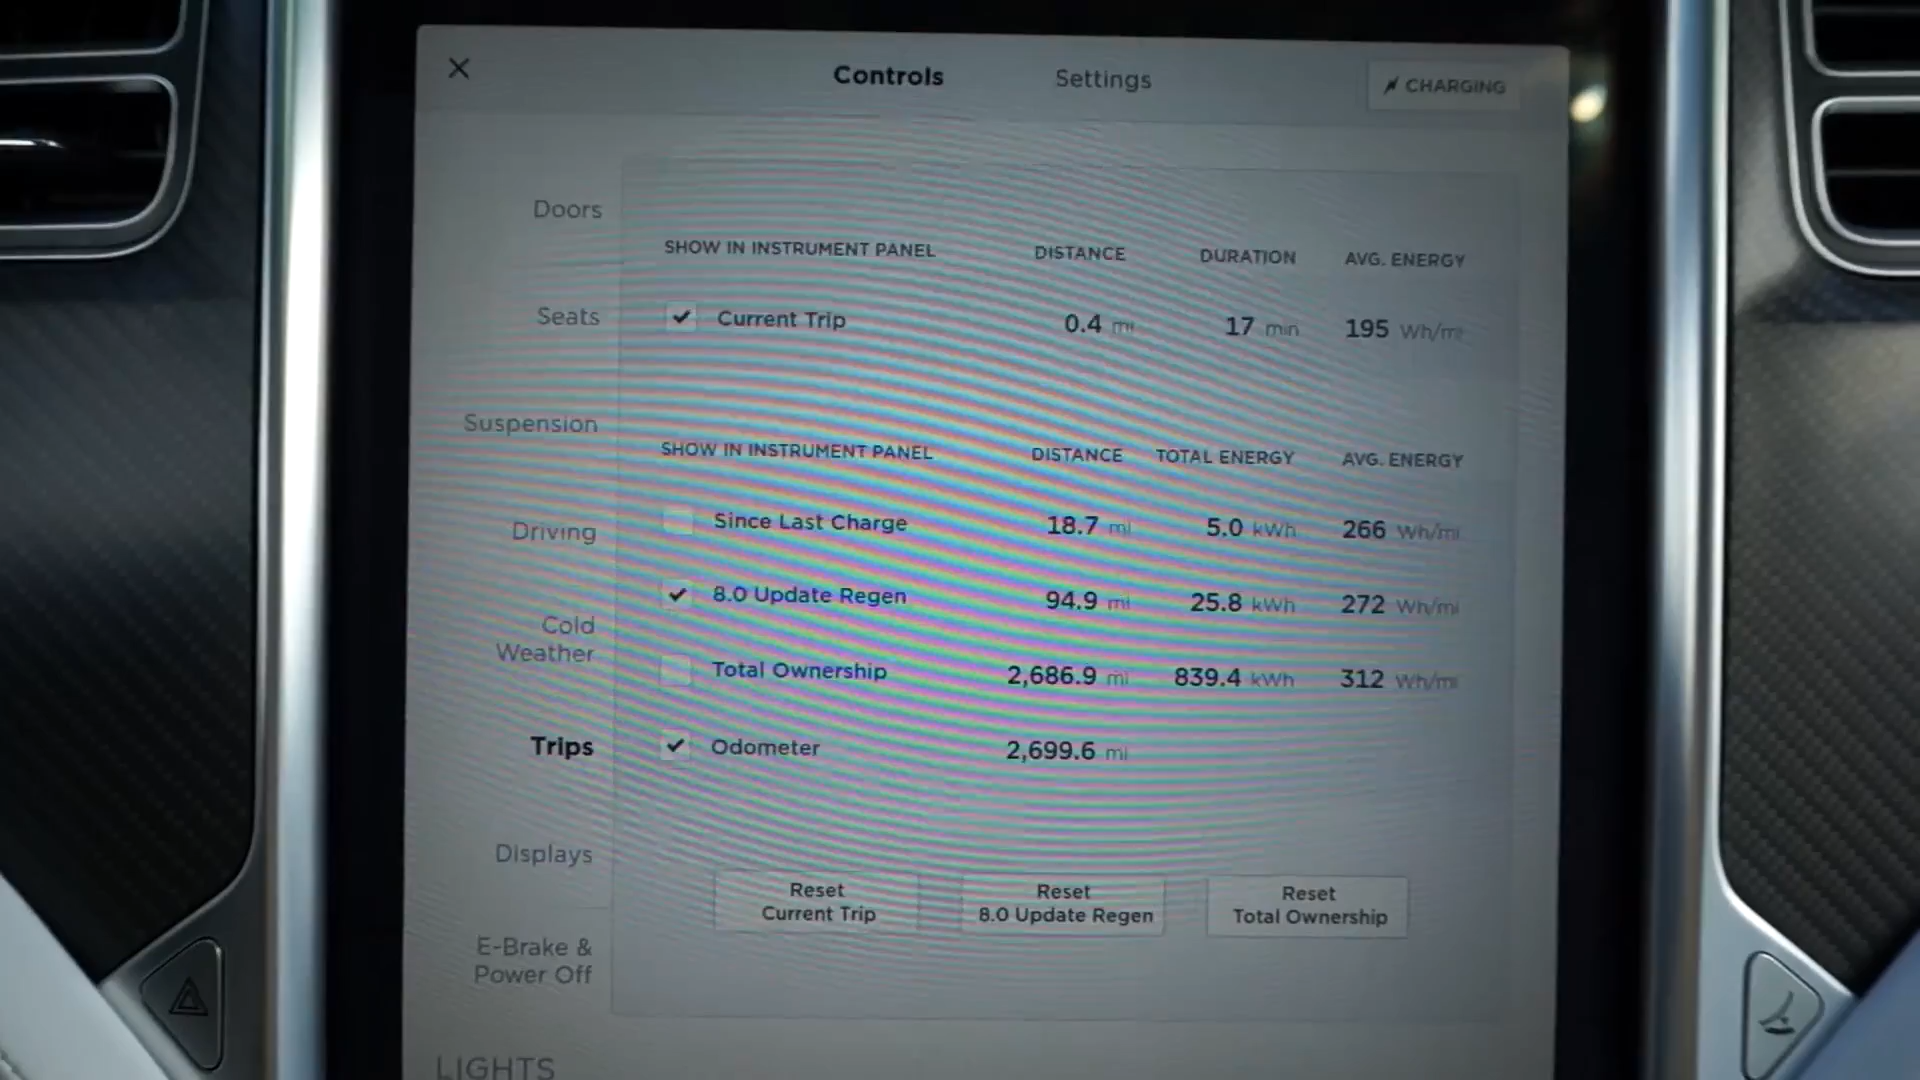 Controls
Settings
CHARGING
Doors
Seats
Suspension
Driving
Cold
Weather
Trips
Displays
E-Brake &
Power Off
LIGHTS
SHOW IN INSTRUMENT PANEL DISTANCE DURATION AVG. ENERGY
Current Trip 0.4 mi 17 min 195 Wh/mi
SHOW IN INSTRUMENT PANEL DISTANCE TOTAL ENERGY AVG. ENERGY
Since Last Charge 18.7 mi 5.0 kWh 266 Wh/mi
8.0 Update Regen 94.9 mi 25.8 kWh 272 Wh/mi
Total Ownership 2,686.9 mi 839.4 kWh 312 Wh/mi
Odometer 2,699.6 mi
Reset
Current Trip
Reset
8.0 Update Regen
Reset
Total Ownership